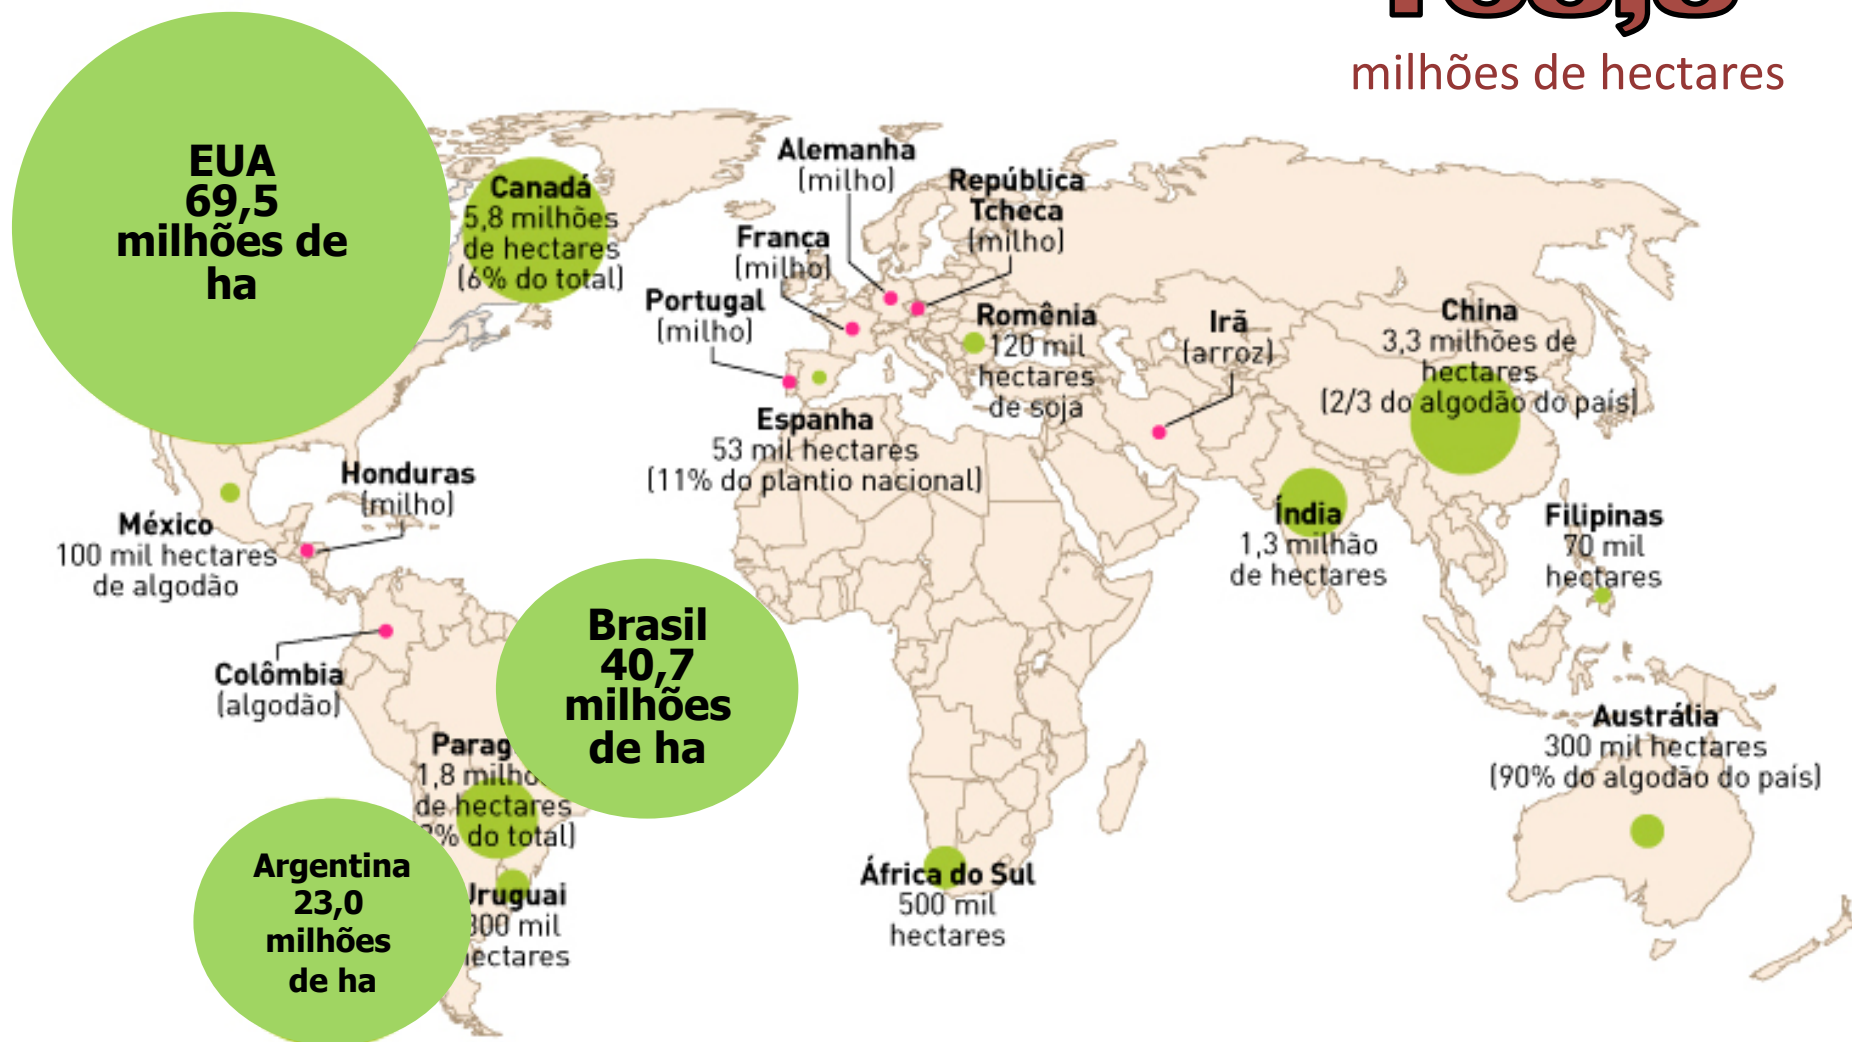 milhões de hectares
EUA
69,5
milhões de
ha
Canadá
5,8 milhões
de hectares
(6% do total)
Alemanha
(milho)
República
Tcheca
(milho)
França
(milho)
Portugal
(milho)
Romênia
120 mil
hectares
de soja
Irã
(arroz)
China
3,3 milhões de
hectares
(2/3 do algodão do país)
Espanha
53 mil hectares
(11% do plantio nacional)
Honduras
(milho)
México
100 mil hectares
de algodão
Índia
1,3 milhão
de hectares
Filipinas
70 mil
hectares
Colômbia
(algodão)
Brasil
40,7
milhões
de ha
1,8
de hectares
do total)
Austrália
300 mil hectares
(90% do algodão do país)
Argentina
23,0
milhões
de ha
mil
África do Sul
500 mil
hectares